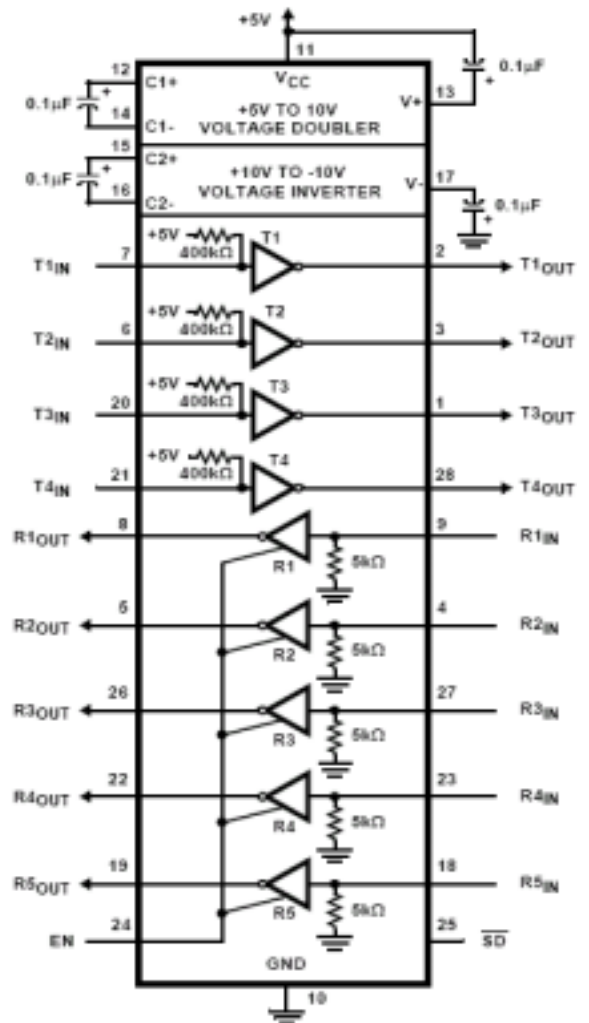 +5V
11
VCC
0.1µF
+
12
C1+
0.1µF
+
14
C1-
+5V TO 10V
VOLTAGE DOUBLER
V+
13
15
C2+
0.1µF
+
16
C2-
+10V TO -10V
VOLTAGE INVERTER
V-
17
0.1µF
+
T1IN
7
+5V
400kΩ
T1
2
T1OUT
T2IN
6
+5V
400kΩ
T2
3
T2OUT
T3IN
20
+5V
400kΩ
T3
1
T3OUT
T4IN
21
+5V
400kΩ
T4
28
T4OUT
R1OUT
8
R1
5kΩ
9
R1IN
R2OUT
5
R2
5kΩ
4
R2IN
R3OUT
26
R3
5kΩ
27
R3IN
R4OUT
22
R4
5kΩ
23
R4IN
R5OUT
19
R5
5kΩ
18
R5IN
EN
24
25
S̅D̅
GND
10